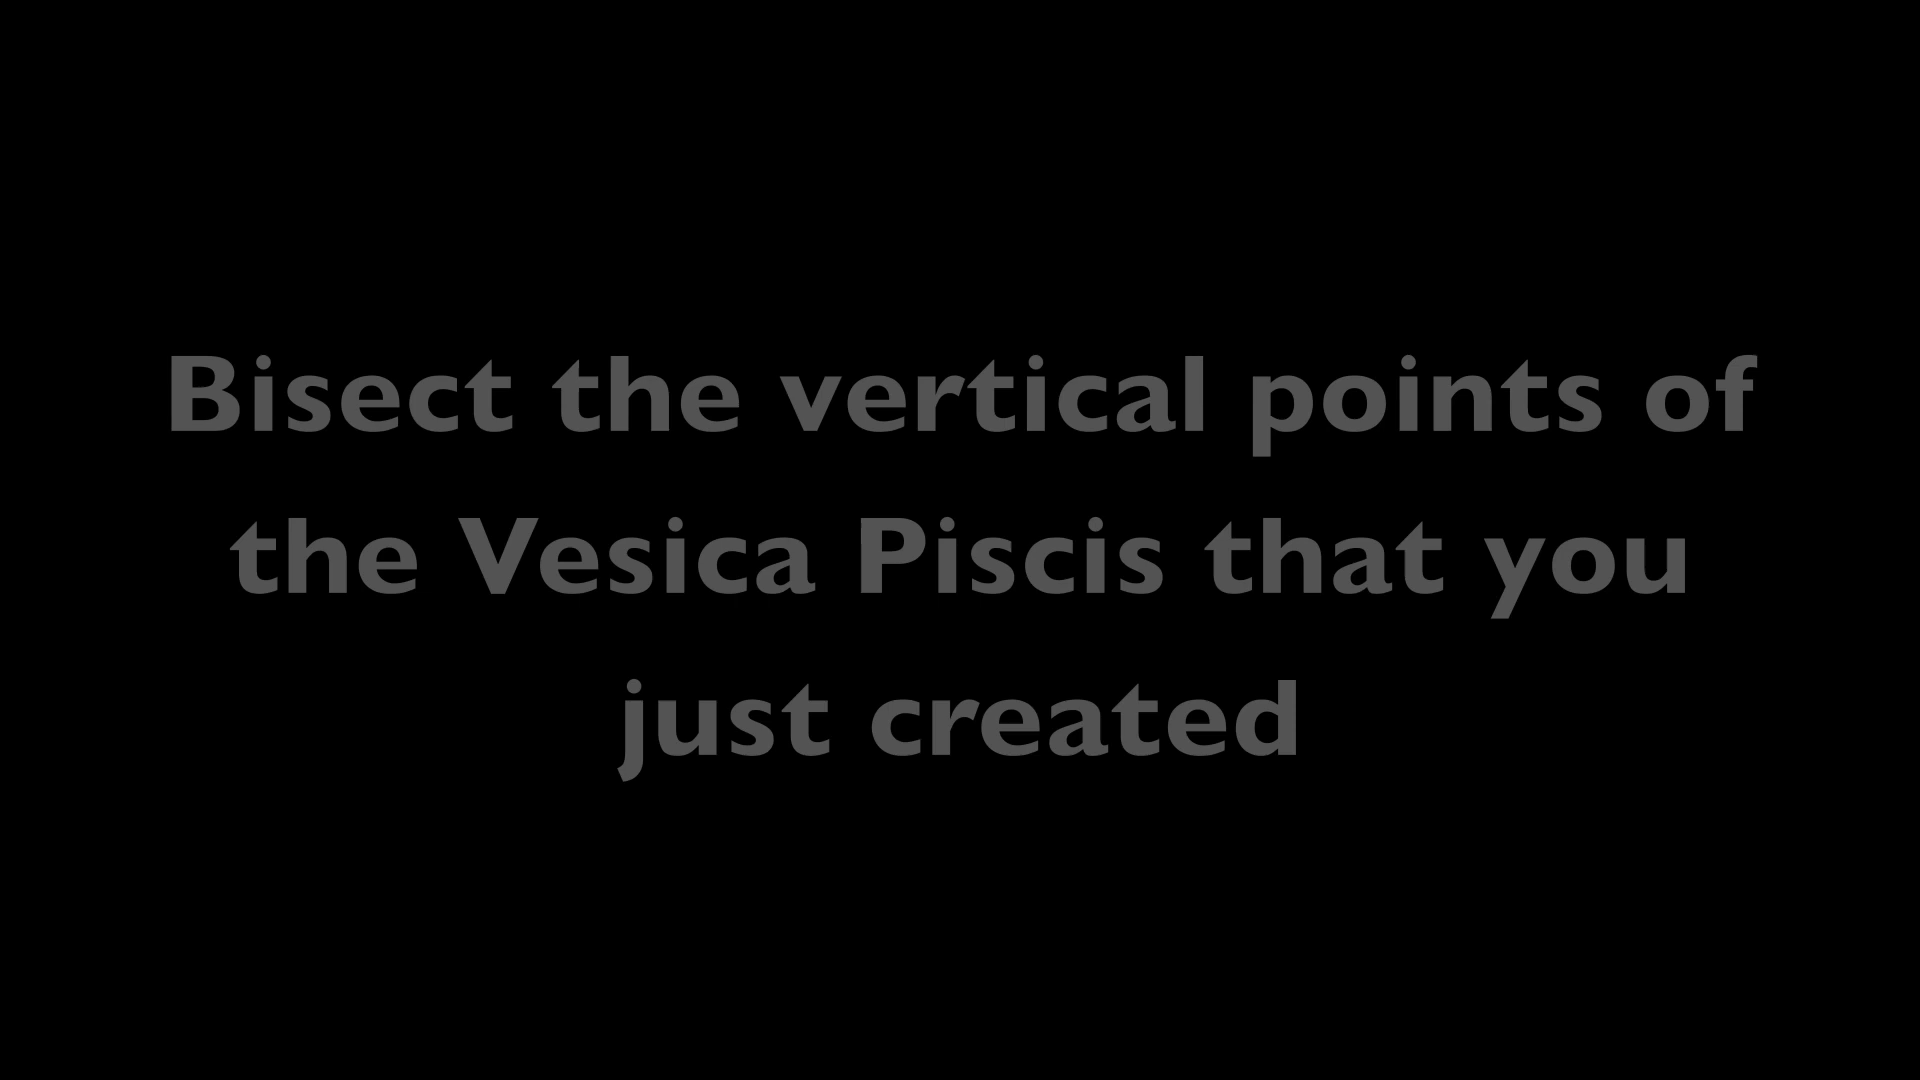 Bisect the vertical points of
the Vesica Piscis that you
just created